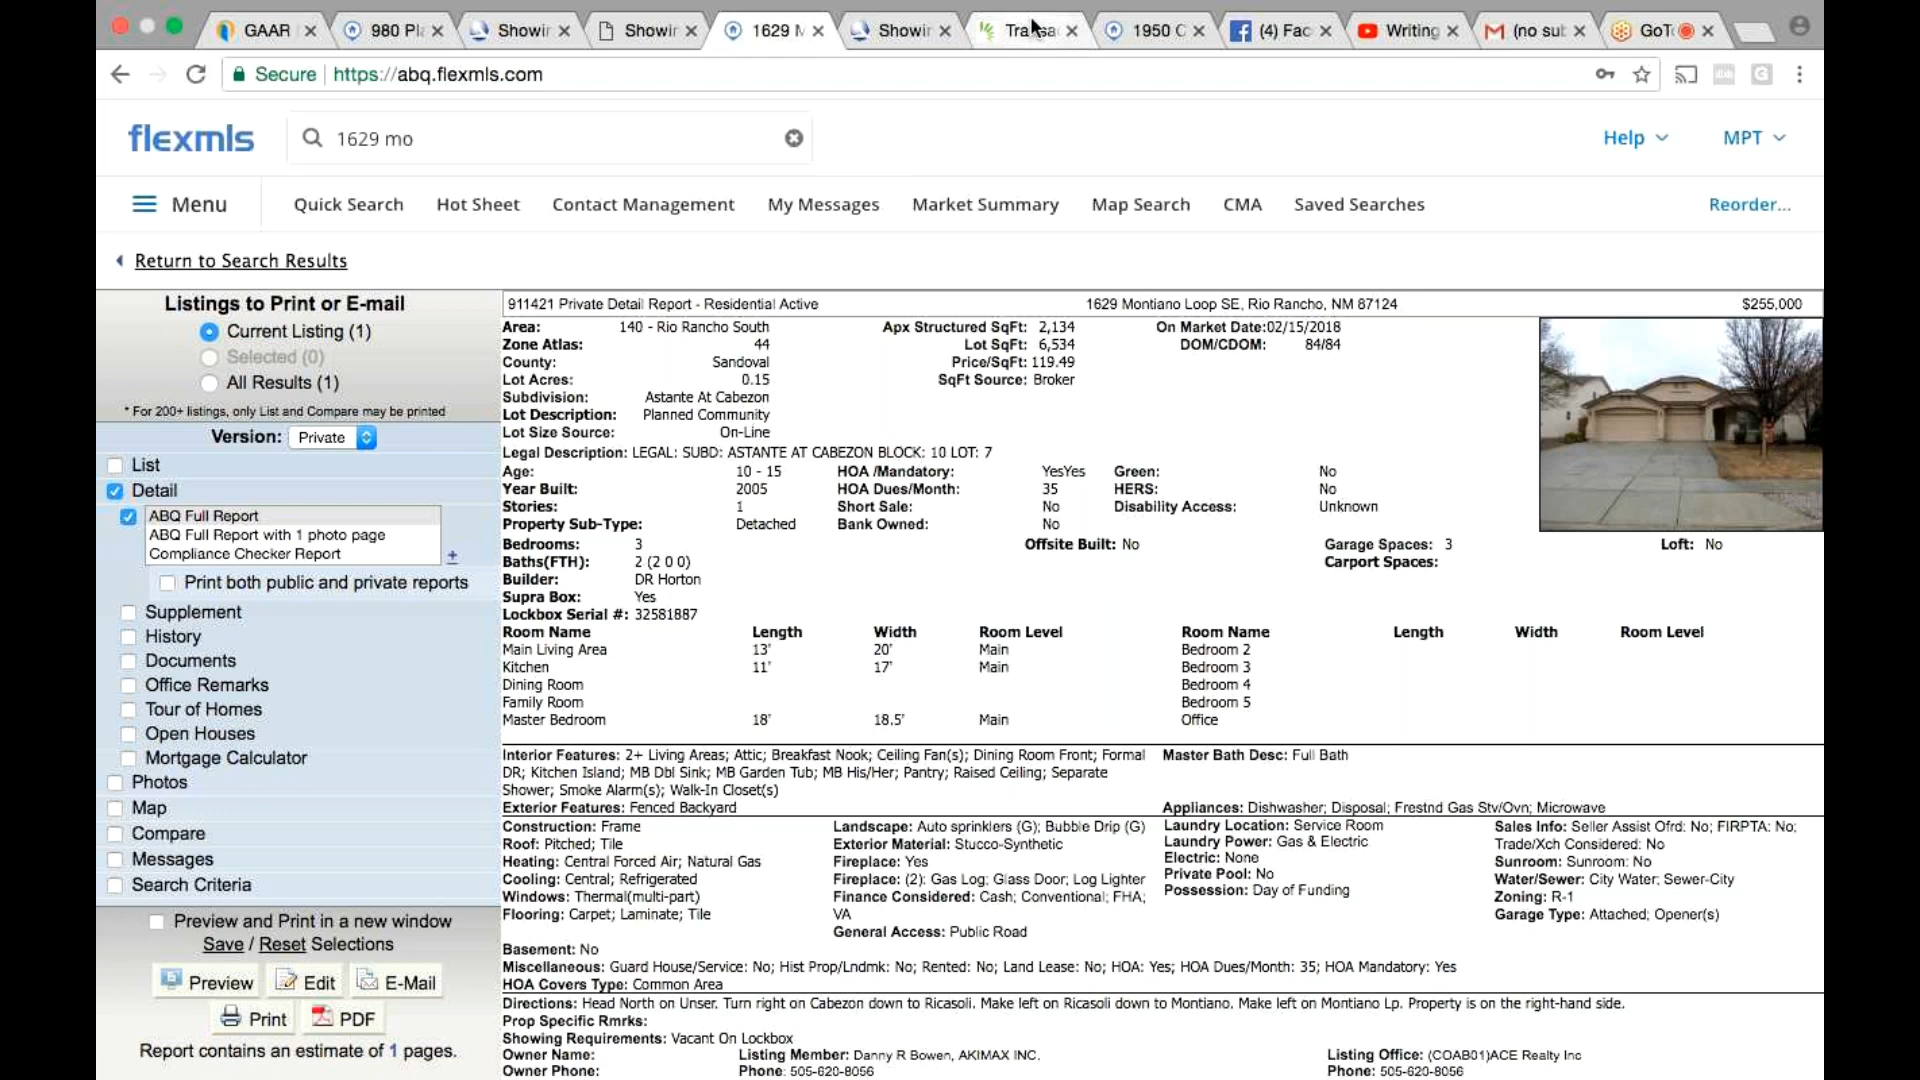 GAAR
980 Pl
Showin
Showin
1629 M
Showin
Transa
1950 C
(4) Fac
Writing
M (no sub
GoT
Secure https://abq.flexmls.com
flexmls
1629 mo
Help
MPT
Menu
Quick Search
Hot Sheet
Contact Management
My Messages
Market Summary
Map Search
CMA
Saved Searches
Reorder...
Return to Search Results
Listings to Print or E-mail
Current Listing (1)
Selected (0)
All Results (1)
* For 200+ listings, only List and Compare may be printed
Version: Private
List
Detail
ABQ Full Report
ABQ Full Report with 1 photo page
Compliance Checker Report
+
Print both public and private reports
Supplement
History
Documents
Office Remarks
Tour of Homes
Open Houses
Mortgage Calculator
Photos
Map
Compare
Messages
Search Criteria
Preview and Print in a new window
Save / Reset Selections
Preview Edit E-Mail
Print PDF
Report contains an estimate of 1 pages.
911421 Private Detail Report - Residential Active 1629 Montiano Loop SE, Rio Rancho, NM 87124 $255,000
Area: 140 - Rio Rancho South Apx Structured SqFt: 2,134 On Market Date:02/15/2018
Zone Atlas: 44 Lot SqFt: 6,534 DOM/CDOM: 84/84
County: Sandoval Price/SqFt: 119.49
Lot Acres: 0.15 SqFt Source: Broker
Subdivision: Astante At Cabezon
Lot Description: Planned Community
Lot Size Source: On-Line
Legal Description: LEGAL: SUBD: ASTANTE AT CABEZON BLOCK: 10 LOT: 7
Age: 10 - 15 HOA /Mandatory: YesYes Green: No
Year Built: 2005 HOA Dues/Month: 35 HERS: No
Stories: 1 Short Sale: No Disability Access: Unknown
Property Sub-Type: Detached Bank Owned: No
Bedrooms: 3 Offsite Built: No Garage Spaces: 3 Loft: No
Baths(FTH): 2 (2 0 0) Carport Spaces:
Builder: DR Horton
Supra Box: Yes
Lockbox Serial #: 32581887
Room Name Length Width Room Level Room Name Length Width Room Level
Main Living Area 13' 20' Main Bedroom 2
Kitchen 11' 17' Main Bedroom 3
Dining Room Bedroom 4
Family Room Bedroom 5
Master Bedroom 18' 18.5' Main Office
Interior Features: 2+ Living Areas; Attic; Breakfast Nook; Ceiling Fan(s); Dining Room Front; Formal
DR; Kitchen Island; MB Dbl Sink; MB Garden Tub; MB His/Her; Pantry; Raised Ceiling; Separate
Shower; Smoke Alarm(s); Walk-In Closet(s)
Master Bath Desc: Full Bath
Exterior Features: Fenced Backyard
Appliances: Dishwasher; Disposal; Frestnd Gas Stv/Ovn; Microwave
Construction: Frame
Roof: Pitched; Tile
Heating: Central Forced Air; Natural Gas
Cooling: Central; Refrigerated
Windows: Thermal(multi-part)
Flooring: Carpet; Laminate; Tile
Landscape: Auto sprinklers (G); Bubble Drip (G)
Exterior Material: Stucco-Synthetic
Fireplace: Yes
Fireplace: (2); Gas Log; Glass Door; Log Lighter
Finance Considered: Cash; Conventional; FHA;
VA
General Access: Public Road
Laundry Location: Service Room
Laundry Power: Gas & Electric
Electric: None
Private Pool: No
Possession: Day of Funding
Sales Info: Seller Assist Ofrd: No; FIRPTA: No;
Trade/Xch Considered: No
Sunroom: Sunroom: No
Water/Sewer: City Water; Sewer-City
Zoning: R-1
Garage Type: Attached; Opener(s)
Basement: No
Miscellaneous: Guard House/Service: No; Hist Prop/Lndmk: No; Rented: No; Land Lease: No; HOA: Yes; HOA Dues/Month: 35; HOA Mandatory: Yes
HOA Covers Type: Common Area
Directions: Head North on Unser. Turn right on Cabezon down to Ricasoli. Make left on Ricasoli down to Montiano. Make left on Montiano Lp. Property is on the right-hand side.
Prop Specific Rmrks:
Showing Requirements: Vacant On Lockbox
Owner Name: Listing Member: Danny R Bowen, AKIMAX INC. Listing Office: (COAB01)ACE Realty Inc
Owner Phone: Phone: 505-620-8056 Phone: 505-620-8056